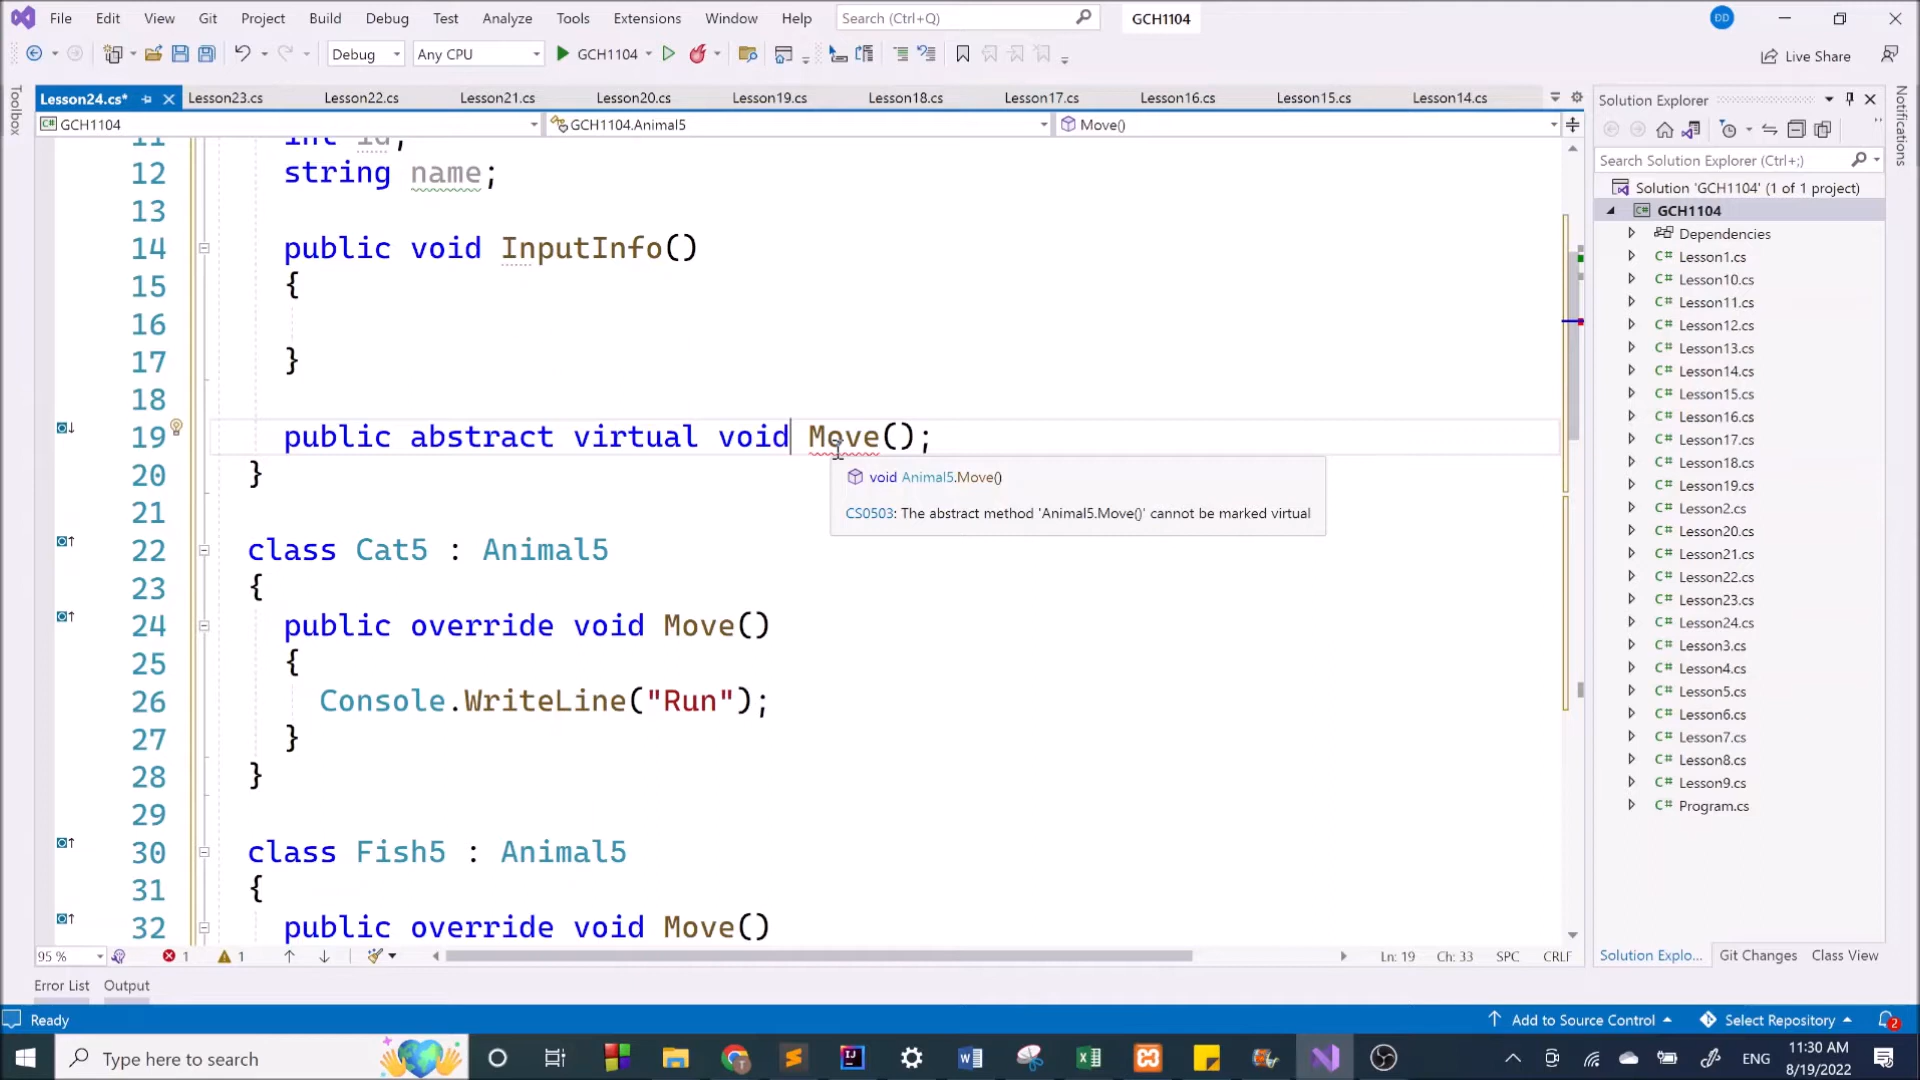 File Edit View Git Project Build Debug Test Analyze Tools Extensions Window Help Search (Ctrl+Q) GCH1104 ĐD
Debug Any CPU GCH1104 Live Share
Lesson24.cs* Lesson23.cs Lesson22.cs Lesson21.cs Lesson20.cs Lesson19.cs Lesson18.cs Lesson17.cs Lesson16.cs Lesson15.cs Lesson14.cs
GCH1104 GCH1104.Animal5 Move()
Toolbox
11 int id;
12 string name;
13
14 public void InputInfo()
15 {
16
17 }
18
19 public abstract virtual void Move();
20 }
void Animal5.Move()
CS0503: The abstract method 'Animal5.Move()' cannot be marked virtual
21
22 class Cat5 : Animal5
23 {
24 public override void Move()
25 {
26 Console.WriteLine("Run");
27 }
28 }
29
30 class Fish5 : Animal5
31 {
32 public override void Move()
95 % 1 1 Ln: 19 Ch: 33 SPC CRLF
Solution Explorer
Search Solution Explorer (Ctrl+;)
Solution 'GCH1104' (1 of 1 project)
GCH1104
Dependencies
Lesson1.cs
Lesson10.cs
Lesson11.cs
Lesson12.cs
Lesson13.cs
Lesson14.cs
Lesson15.cs
Lesson16.cs
Lesson17.cs
Lesson18.cs
Lesson19.cs
Lesson2.cs
Lesson20.cs
Lesson21.cs
Lesson22.cs
Lesson23.cs
Lesson24.cs
Lesson3.cs
Lesson4.cs
Lesson5.cs
Lesson6.cs
Lesson7.cs
Lesson8.cs
Lesson9.cs
Program.cs
Solution Explo... Git Changes Class View
Notifications
Error List Output
Ready Add to Source Control Select Repository 2
Type here to search ENG 11:30 AM
8/19/2022